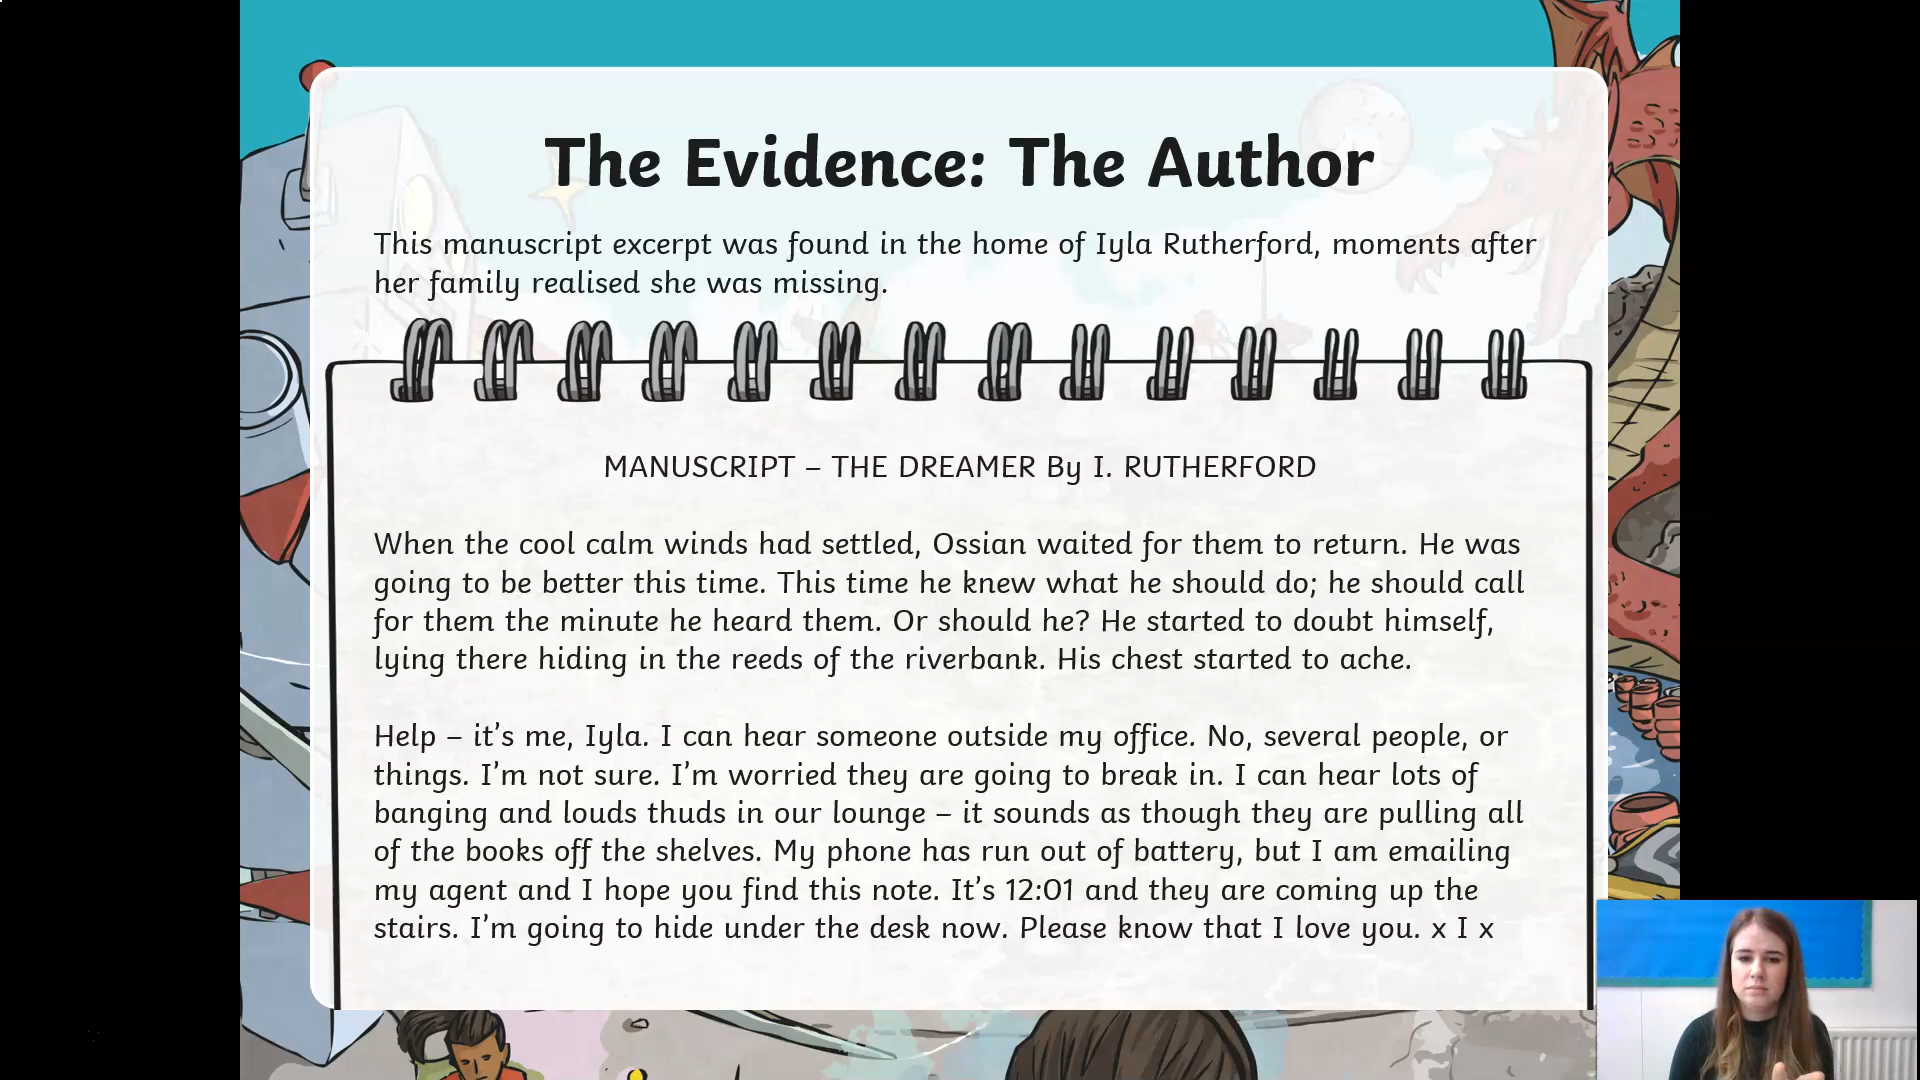 The Evidence: The Author
This manuscript excerpt was found in the home of Iyla Rutherford, moments after
her family realised she was missing.
MANUSCRIPT – THE DREAMER By I. RUTHERFORD
When the cool calm winds had settled, Ossian waited for them to return. He was
going to be better this time. This time he knew what he should do; he should call
for them the minute he heard them. Or should he? He started to doubt himself,
lying there hiding in the reeds of the riverbank. His chest started to ache.
Help – it’s me, Iyla. I can hear someone outside my office. No, several people, or
things. I’m not sure. I’m worried they are going to break in. I can hear lots of
banging and louds thuds in our lounge – it sounds as though they are pulling all
of the books off the shelves. My phone has run out of battery, but I am emailing
my agent and I hope you find this note. It’s 12:01 and they are coming up the
stairs. I’m going to hide under the desk now. Please know that I love you. x I x